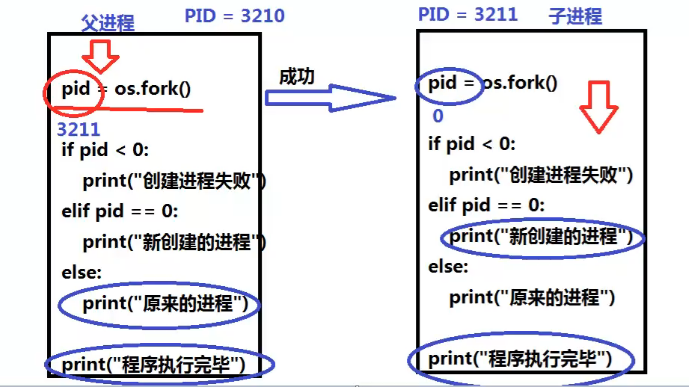 父进程 PID = 3210
pid = os.fork()
3211
if pid < 0:
print("创建进程失败")
elif pid == 0:
print("新创建的进程")
else:
print("原来的进程")
print("程序执行完毕")
成功
PID = 3211 子进程
pid = os.fork()
0
if pid < 0:
print("创建进程失败")
elif pid == 0:
print("新创建的进程")
else:
print("原来的进程")
print("程序执行完毕")